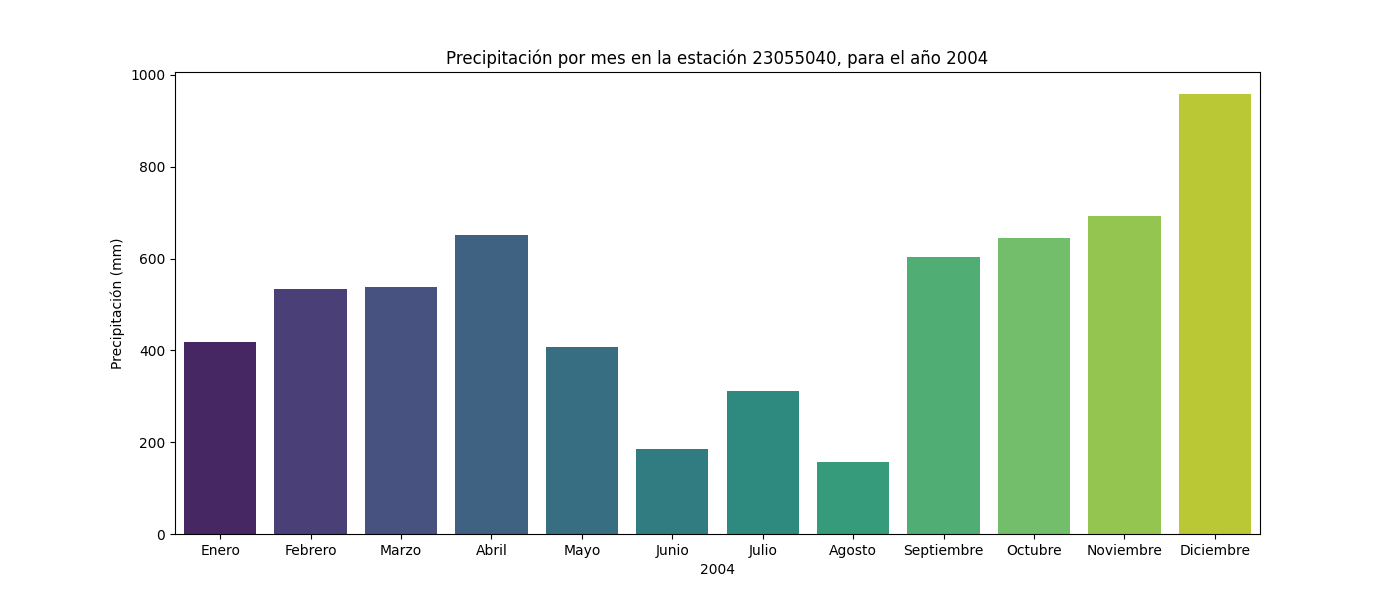 Precipitación por mes en la estación 23055040, para el año 2004
Precipitación (mm)
1000
800
600
400
200
0
Enero Febrero Marzo Abril Mayo Junio Julio Agosto Septiembre Octubre Noviembre Diciembre
2004